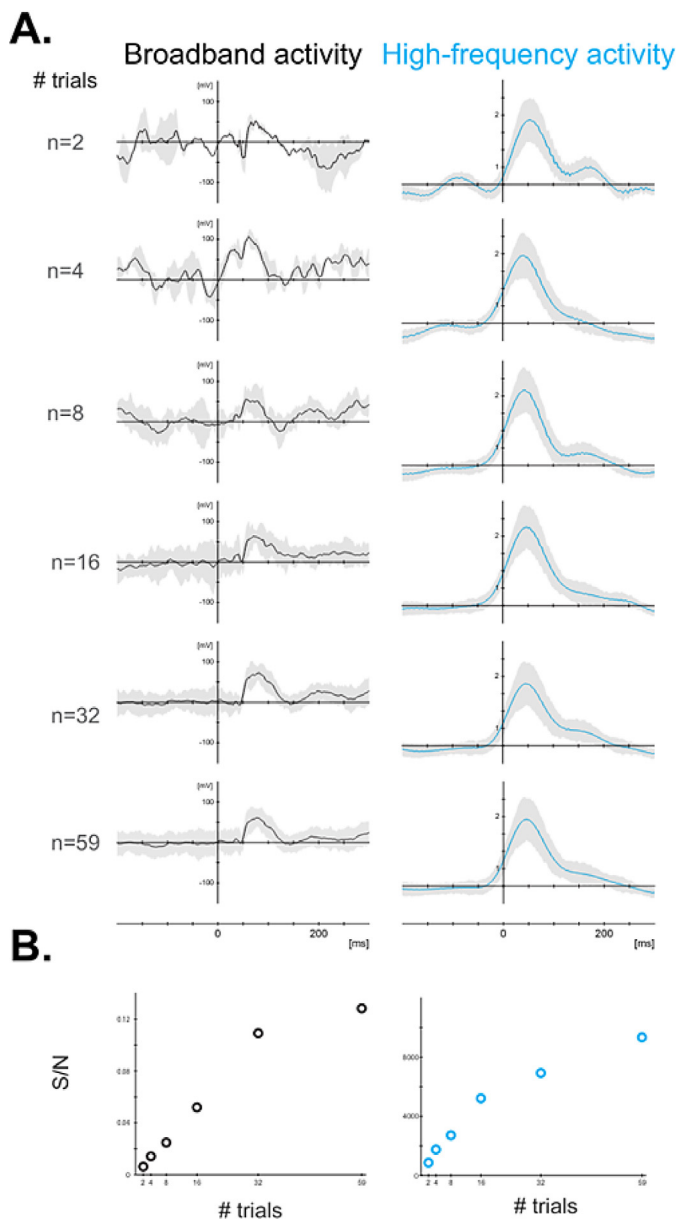 A.
Broadband activity High-frequency activity
# trials
n=2
[mV]
100
-100
2
1
n=4
[mV]
100
-100
2
1
n=8
[mV]
100
-100
2
1
n=16
[mV]
100
-100
2
1
n=32
[mV]
100
-100
2
1
n=59
[mV]
100
-100
2
1
0 200 [ms]
0 200 [ms]
B.
S/N
0.12
0.04
0
2 4 8 16 32 59
# trials
8000
4000
0
2 4 8 16 32 59
# trials